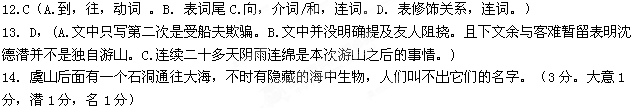 12.C（A.到，往，动词 。B. 表词尾 C.向，介词/和，连词。D. 表修饰关系，连词。）
13. D，(A.文中只写第二次是受船夫欺骗。B.文中并没明确提及友人阻挠。且下文余与客难暂留表明沈
德潜并不是独自游山。C.连续二十多天阴雨连绵是本次游山之后的事情。)
14. 虞山后面有一个石洞通往大海，不时有隐藏的海中生物，人们叫不出它们的名字。（3 分。大意 1
分，潜 1 分，名 1 分）